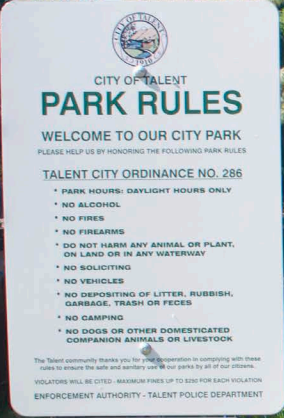 CITY OF TALENT
1910
CITY OF TALENT
PARK RULES
WELCOME TO OUR CITY PARK
PLEASE HELP US BY HONORING THE FOLLOWING PARK RULES
TALENT CITY ORDINANCE NO. 286
* PARK HOURS: DAYLIGHT HOURS ONLY
* NO ALCOHOL
* NO FIRES
* NO FIREARMS
* DO NOT HARM ANY ANIMAL OR PLANT,
ON LAND OR IN ANY WATERWAY
* NO SOLICITING
* NO VEHICLES
* NO DEPOSITING OF LITTER, RUBBISH,
GARBAGE, TRASH OR FECES
* NO CAMPING
* NO DOGS OR OTHER DOMESTICATED
COMPANION ANIMALS OR LIVESTOCK
The Talent community thanks you for your cooperation in complying with these
rules to ensure the safe and sanitary use of our parks by all of our citizens.
VIOLATORS WILL BE CITED - MAXIMUM FINES UP TO $290 FOR EACH VIOLATION
ENFORCEMENT AUTHORITY - TALENT POLICE DEPARTMENT